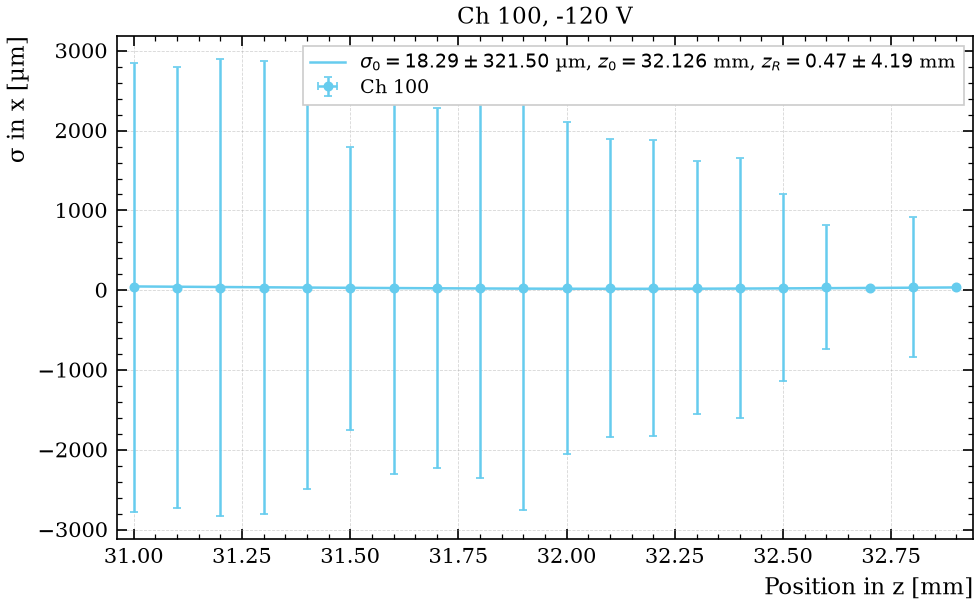 Ch 100, -120 V
σ in x [µm]
σ₀ = 18.29 ± 321.50 µm, z₀ = 32.126 mm, z_R = 0.47 ± 4.19 mm
Ch 100
3000
2000
1000
0
−1000
−2000
−3000
31.00 31.25 31.50 31.75 32.00 32.25 32.50 32.75
Position in z [mm]